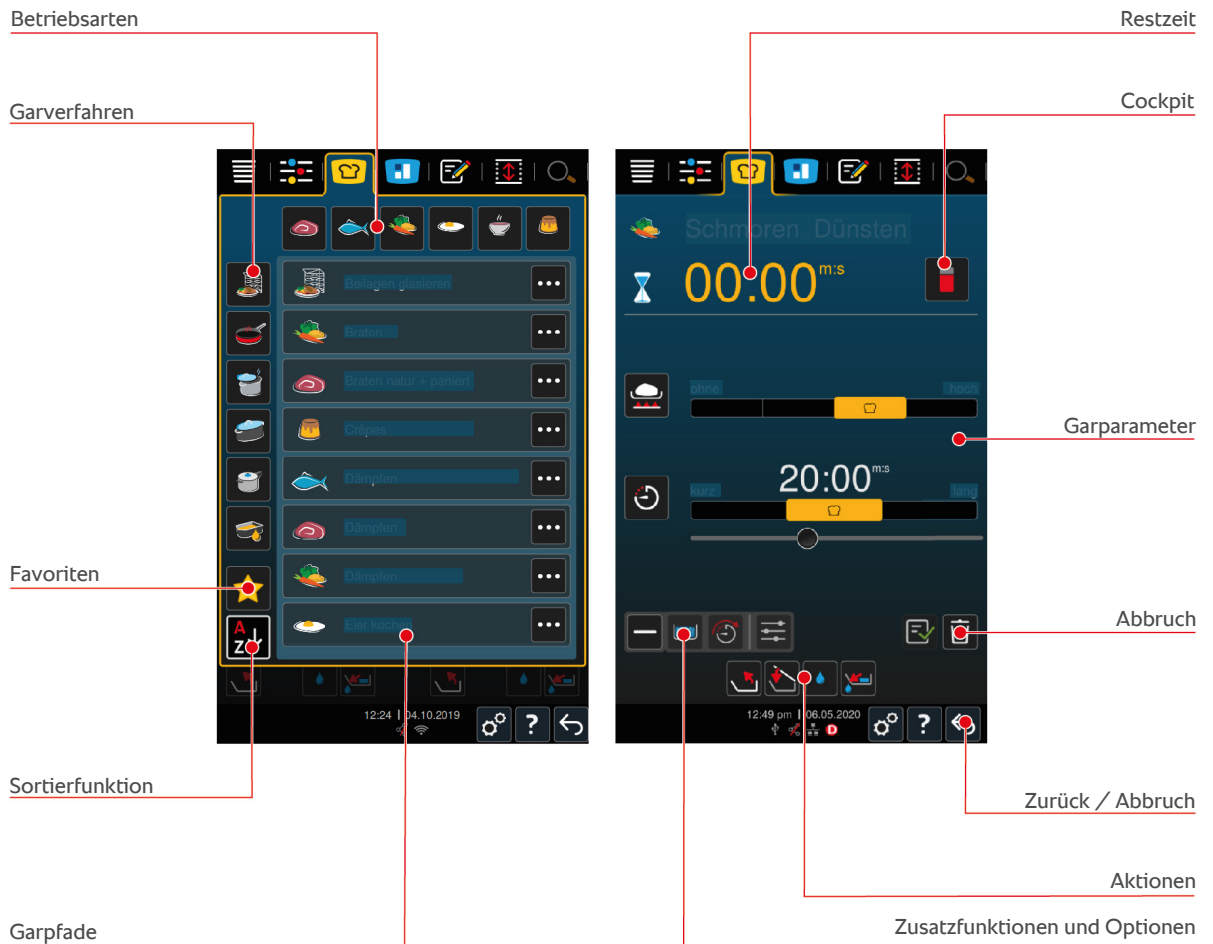 Betriebsarten
Restzeit
Cockpit
Garverfahren
Schmoren Dünsten
00:00 m:s
Beilagen glasieren
Braten
Braten natur + paniert
Crêpes
Dämpfen
Dämpfen
Dämpfen
Eier kochen
ohne
hoch
Garparameter
20:00 m:s
kurz
lang
Favoriten
Abbruch
A
Z
12:24 | 04.10.2019
?
12:49 pm | 06.05.2020
D
?
Sortierfunktion
Zurück / Abbruch
Aktionen
Garpfade
Zusatzfunktionen und Optionen